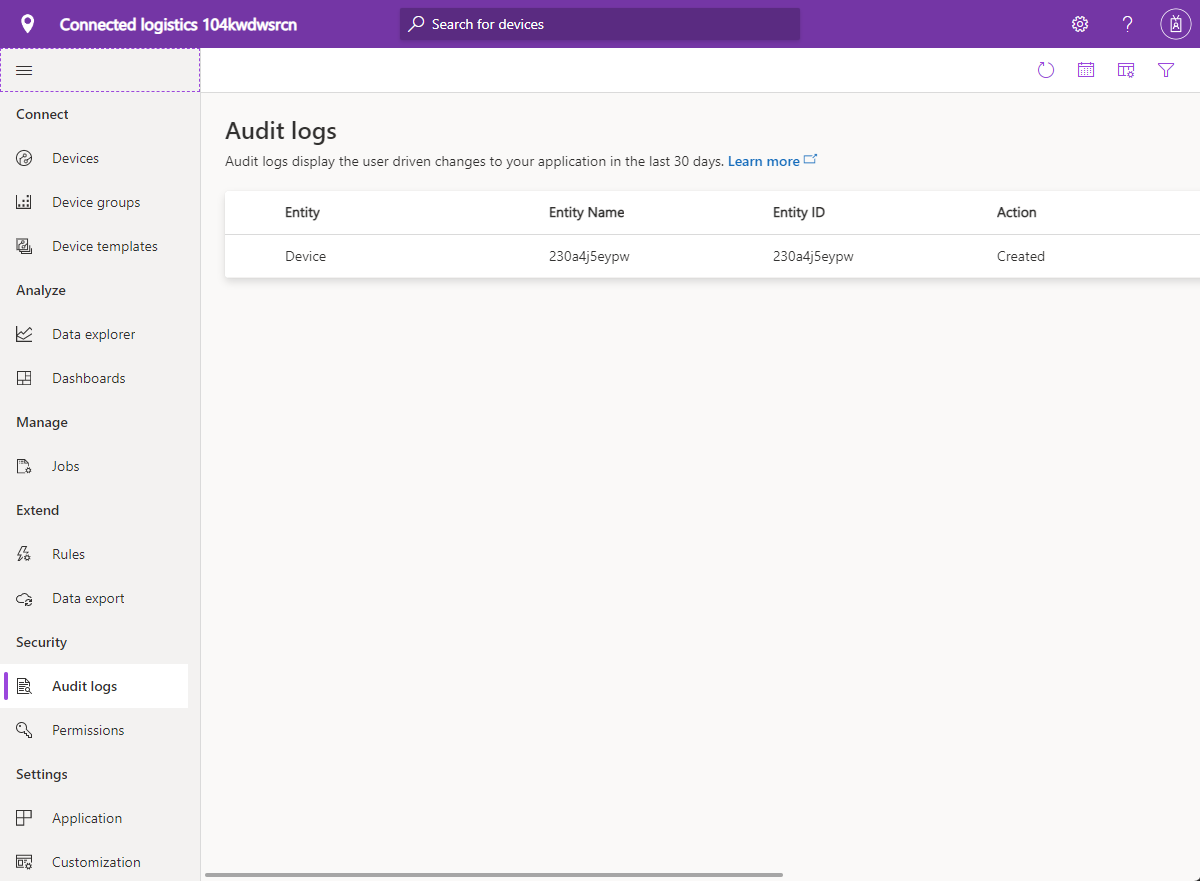 Connected logistics 104kwdwsrcn
Search for devices
Connect
Devices
Device groups
Device templates
Analyze
Data explorer
Dashboards
Manage
Jobs
Extend
Rules
Data export
Security
Audit logs
Permissions
Settings
Application
Customization
Audit logs
Audit logs display the user driven changes to your application in the last 30 days. Learn more
Entity Entity Name Entity ID Action
Device 230a4j5eypw 230a4j5eypw Created